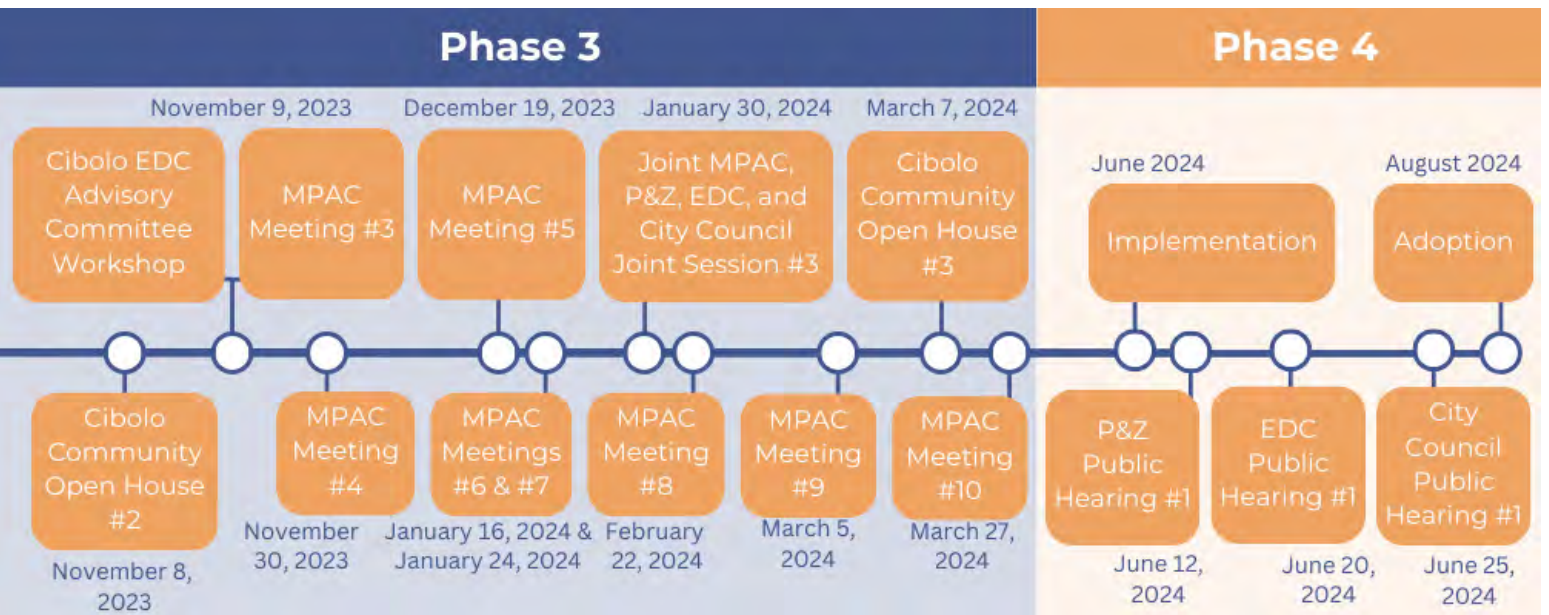 Phase 3
Phase 4
November 9, 2023
December 19, 2023
January 30, 2024
March 7, 2024
June 2024
August 2024
Cibolo EDC
Advisory
Committee
Workshop
MPAC
Meeting #3
MPAC
Meeting #5
Joint MPAC,
P&Z, EDC, and
City Council
Joint Session #3
Cibolo
Community
Open House
#3
Implementation
Adoption
Cibolo
Community
Open House
#2
MPAC
Meeting
#4
MPAC
Meetings
#6 & #7
MPAC
Meeting
#8
MPAC
Meeting
#9
MPAC
Meeting
#10
P&Z
Public
Hearing #1
EDC
Public
Hearing #1
City
Council
Public
Hearing #1
November 8,
2023
November
30, 2023
January 16, 2024 &
January 24, 2024
February
22, 2024
March 5,
2024
March 27,
2024
June 12,
2024
June 20,
2024
June 25,
2024